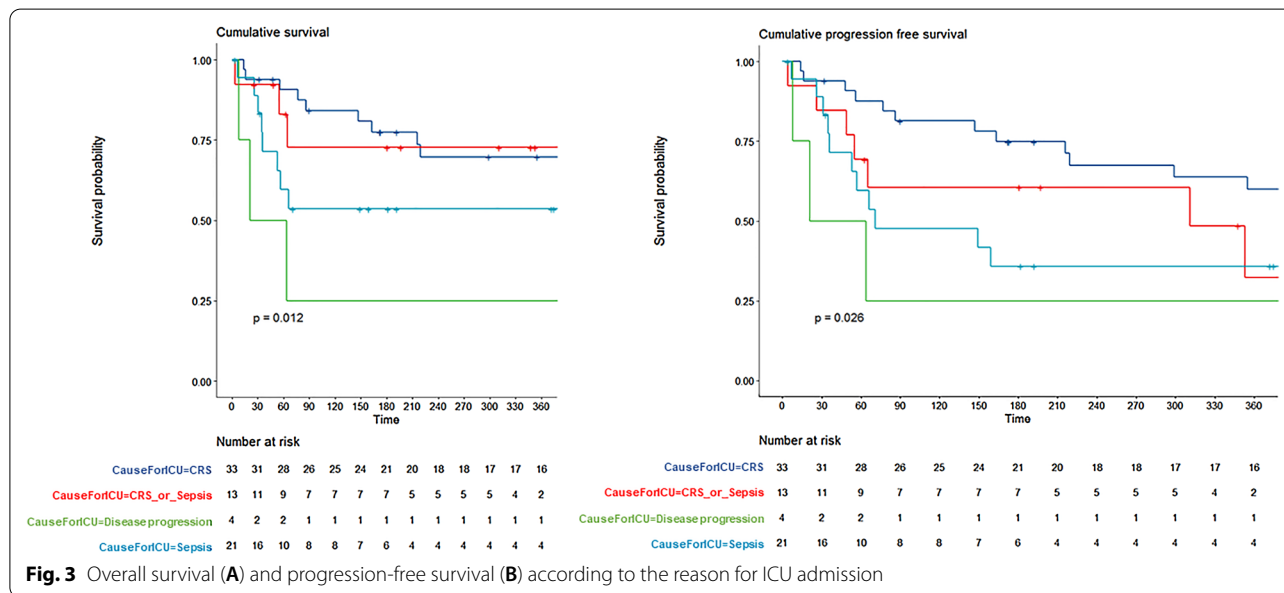 Cumulative survival
Survival probability
1.00
0.75
0.50
0.25
0.00
p = 0.012
0 30 60 90 120 150 180 210 240 270 300 330 360
Time
Number at risk
CauseForICU=CRS 33 31 28 26 25 24 21 20 18 18 17 17 16
CauseForICU=CRS_or_Sepsis 13 11 9 7 7 7 7 5 5 5 5 4 2
CauseForICU=Disease progression 4 2 2 1 1 1 1 1 1 1 1 1 1
CauseForICU=Sepsis 21 16 10 8 8 7 6 4 4 4 4 4 4
Cumulative progression free survival
Survival probability
1.00
0.75
0.50
0.25
0.00
p = 0.026
0 30 60 90 120 150 180 210 240 270 300 330 360
Time
Number at risk
CauseForICU=CRS 33 31 28 26 25 24 21 20 18 18 17 17 16
CauseForICU=CRS_or_Sepsis 13 11 9 7 7 7 7 5 5 5 5 4 2
CauseForICU=Disease progression 4 2 2 1 1 1 1 1 1 1 1 1 1
CauseForICU=Sepsis 21 16 10 8 8 7 6 4 4 4 4 4 4
Fig. 3 Overall survival (A) and progression-free survival (B) according to the reason for ICU admission